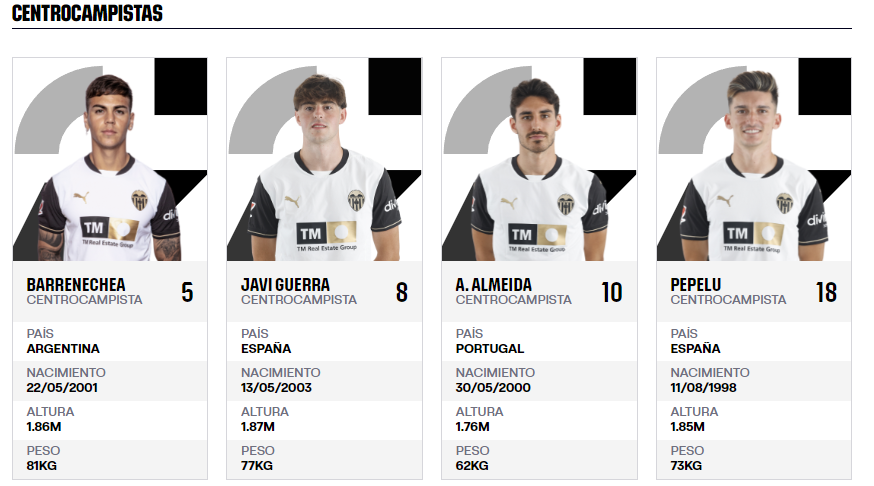 CENTROCAMPISTAS
TM
TM Real Estate Group
divi
TM
TM Real Estate Group
divi
TM
TM Real Estate Group
divi
TM
TM Real Estate Group
divi
BARRENECHEA
CENTROCAMPISTA
5
JAVI GUERRA
CENTROCAMPISTA
8
A. ALMEIDA
CENTROCAMPISTA
10
PEPELU
CENTROCAMPISTA
18
PAÍS
ARGENTINA
PAÍS
ESPAÑA
PAÍS
PORTUGAL
PAÍS
ESPAÑA
NACIMIENTO
22/05/2001
NACIMIENTO
13/05/2003
NACIMIENTO
30/05/2000
NACIMIENTO
11/08/1998
ALTURA
1.86M
ALTURA
1.87M
ALTURA
1.76M
ALTURA
1.85M
PESO
81KG
PESO
77KG
PESO
62KG
PESO
73KG